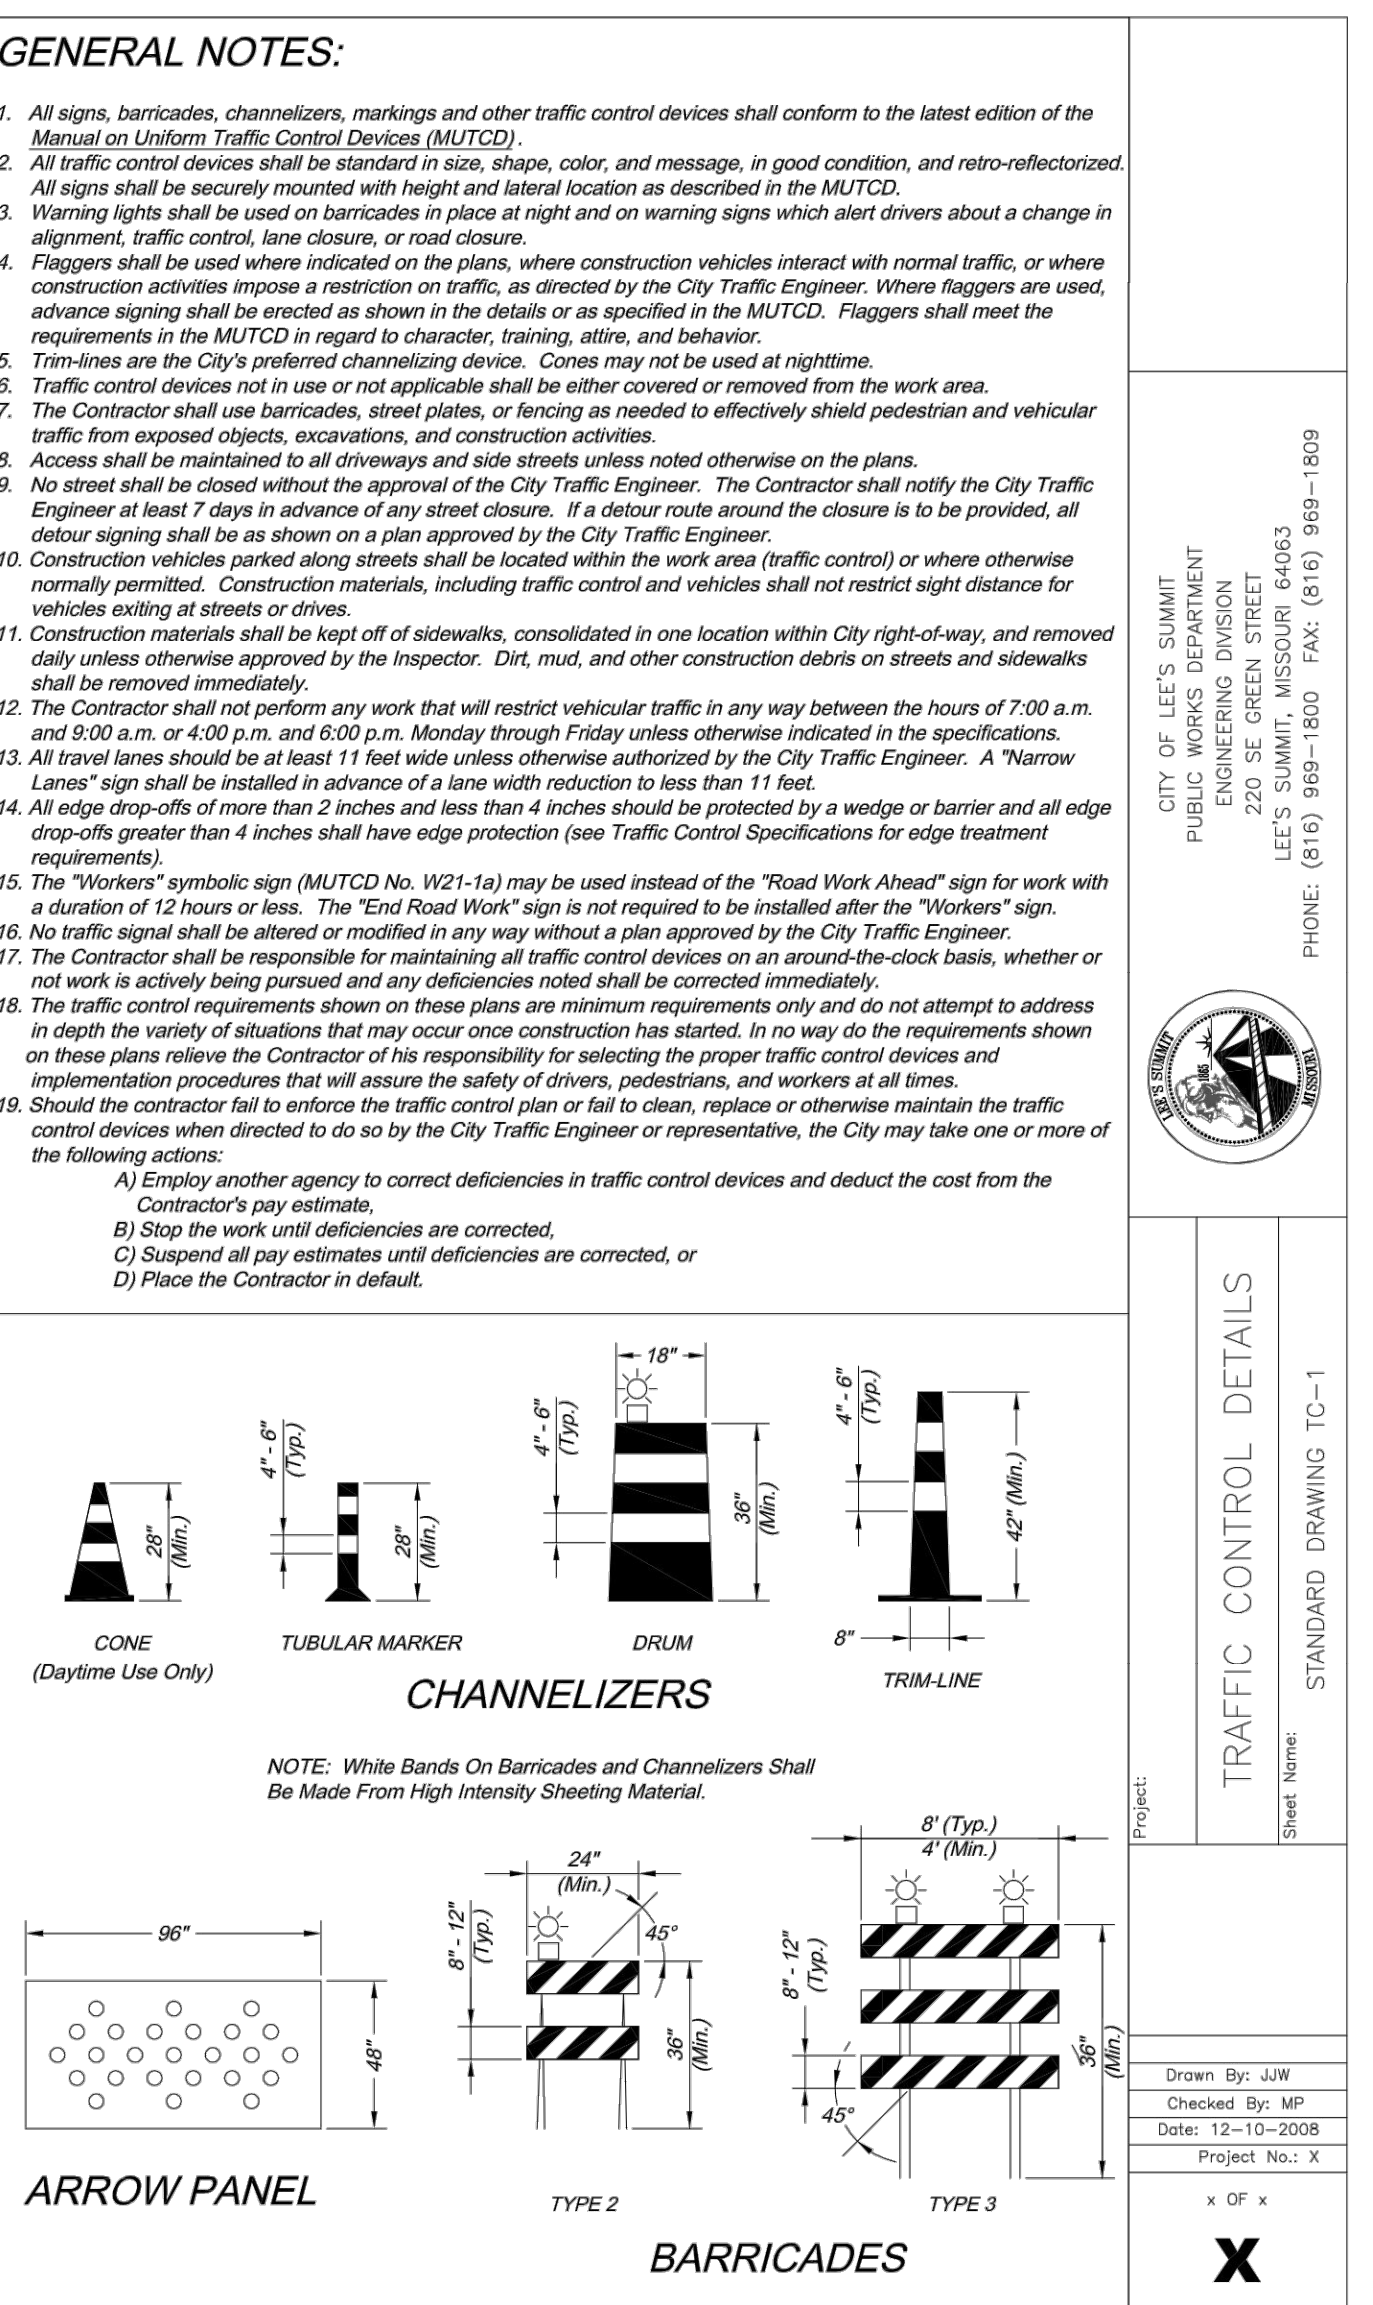 GENERAL NOTES:
1. All signs, barricades, channelizers, markings and other traffic control devices shall conform to the latest edition of the
Manual on Uniform Traffic Control Devices (MUTCD) .
2. All traffic control devices shall be standard in size, shape, color, and message, in good condition, and retro-reflectorized.
All signs shall be securely mounted with height and lateral location as described in the MUTCD.
3. Warning lights shall be used on barricades in place at night and on warning signs which alert drivers about a change in
alignment, traffic control, lane closure, or road closure.
4. Flaggers shall be used where indicated on the plans, where construction vehicles interact with normal traffic, or where
construction activities impose a restriction on traffic, as directed by the City Traffic Engineer. Where flaggers are used,
advance signing shall be erected as shown in the details or as specified in the MUTCD. Flaggers shall meet the
requirements in the MUTCD in regard to character, training, attire, and behavior.
5. Trim-lines are the City's preferred channelizing device. Cones may not be used at nighttime.
6. Traffic control devices not in use or not applicable shall be either covered or removed from the work area.
7. The Contractor shall use barricades, street plates, or fencing as needed to effectively shield pedestrian and vehicular
traffic from exposed objects, excavations, and construction activities.
8. Access shall be maintained to all driveways and side streets unless noted otherwise on the plans.
9. No street shall be closed without the approval of the City Traffic Engineer. The Contractor shall notify the City Traffic
Engineer at least 7 days in advance of any street closure. If a detour route around the closure is to be provided, all
detour signing shall be as shown on a plan approved by the City Traffic Engineer.
10. Construction vehicles parked along streets shall be located within the work area (traffic control) or where otherwise
normally permitted. Construction materials, including traffic control and vehicles shall not restrict sight distance for
vehicles exiting at streets or drives.
11. Construction materials shall be kept off of sidewalks, consolidated in one location within City right-of-way, and removed
daily unless otherwise approved by the Inspector. Dirt, mud, and other construction debris on streets and sidewalks
shall be removed immediately.
12. The Contractor shall not perform any work that will restrict vehicular traffic in any way between the hours of 7:00 a.m.
and 9:00 a.m. or 4:00 p.m. and 6:00 p.m. Monday through Friday unless otherwise indicated in the specifications.
13. All travel lanes should be at least 11 feet wide unless otherwise authorized by the City Traffic Engineer. A "Narrow
Lanes" sign shall be installed in advance of a lane width reduction to less than 11 feet.
14. All edge drop-offs of more than 2 inches and less than 4 inches should be protected by a wedge or barrier and all edge
drop-offs greater than 4 inches shall have edge protection (see Traffic Control Specifications for edge treatment
requirements).
15. The "Workers" symbolic sign (MUTCD No. W21-1a) may be used instead of the "Road Work Ahead" sign for work with
a duration of 12 hours or less. The "End Road Work" sign is not required to be installed after the "Workers" sign.
16. No traffic signal shall be altered or modified in any way without a plan approved by the City Traffic Engineer.
17. The Contractor shall be responsible for maintaining all traffic control devices on an around-the-clock basis, whether or
not work is actively being pursued and any deficiencies noted shall be corrected immediately.
18. The traffic control requirements shown on these plans are minimum requirements only and do not attempt to address
in depth the variety of situations that may occur once construction has started. In no way do the requirements shown
on these plans relieve the Contractor of his responsibility for selecting the proper traffic control devices and
implementation procedures that will assure the safety of drivers, pedestrians, and workers at all times.
19. Should the contractor fail to enforce the traffic control plan or fail to clean, replace or otherwise maintain the traffic
control devices when directed to do so by the City Traffic Engineer or representative, the City may take one or more of
the following actions:
A) Employ another agency to correct deficiencies in traffic control devices and deduct the cost from the
Contractor's pay estimate,
B) Stop the work until deficiencies are corrected,
C) Suspend all pay estimates until deficiencies are corrected, or
D) Place the Contractor in default.
28"
(Min.)
CONE
(Daytime Use Only)
4" - 6"
(Typ.)
28"
(Min.)
TUBULAR MARKER
18"
4" - 6"
(Typ.)
36"
(Min.)
DRUM
4" - 6"
(Typ.)
42" (Min.)
8"
TRIM-LINE
CHANNELIZERS
NOTE: White Bands On Barricades and Channelizers Shall
Be Made From High Intensity Sheeting Material.
96"
48"
ARROW PANEL
24"
(Min.)
45°
8" - 12"
(Typ.)
36"
(Min.)
TYPE 2
8' (Typ.)
4' (Min.)
8" - 12"
(Typ.)
45°
36"
(Min.)
TYPE 3
BARRICADES
CITY OF LEE'S SUMMIT
PUBLIC WORKS DEPARTMENT
ENGINEERING DIVISION
220 SE GREEN STREET
LEE'S SUMMIT, MISSOURI 64063
PHONE: (816) 969-1800 FAX: (816) 969-1809
LEE'S SUMMIT
1865
MISSOURI
Project:
TRAFFIC CONTROL DETAILS
Sheet Name:
STANDARD DRAWING TC-1
Drawn By: JJW
Checked By: MP
Date: 12-10-2008
Project No.: X
x OF x
X